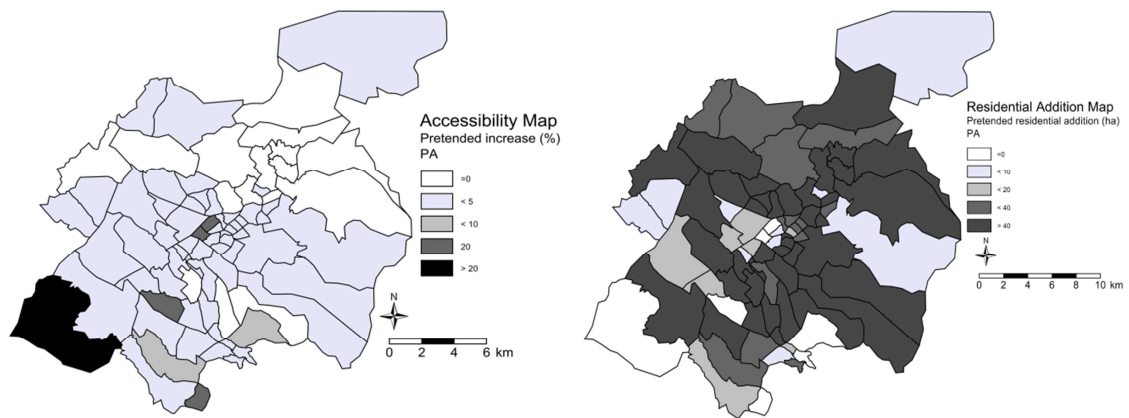 Accessibility Map
Pretended increase (%)
PA
=0
< 5
< 10
20
> 20
N
0 2 4 6 km
Residential Addition Map
Pretended residential addition (ha)
PA
=0
< 10
< 20
< 40
> 40
N
0 2 4 6 8 10 km